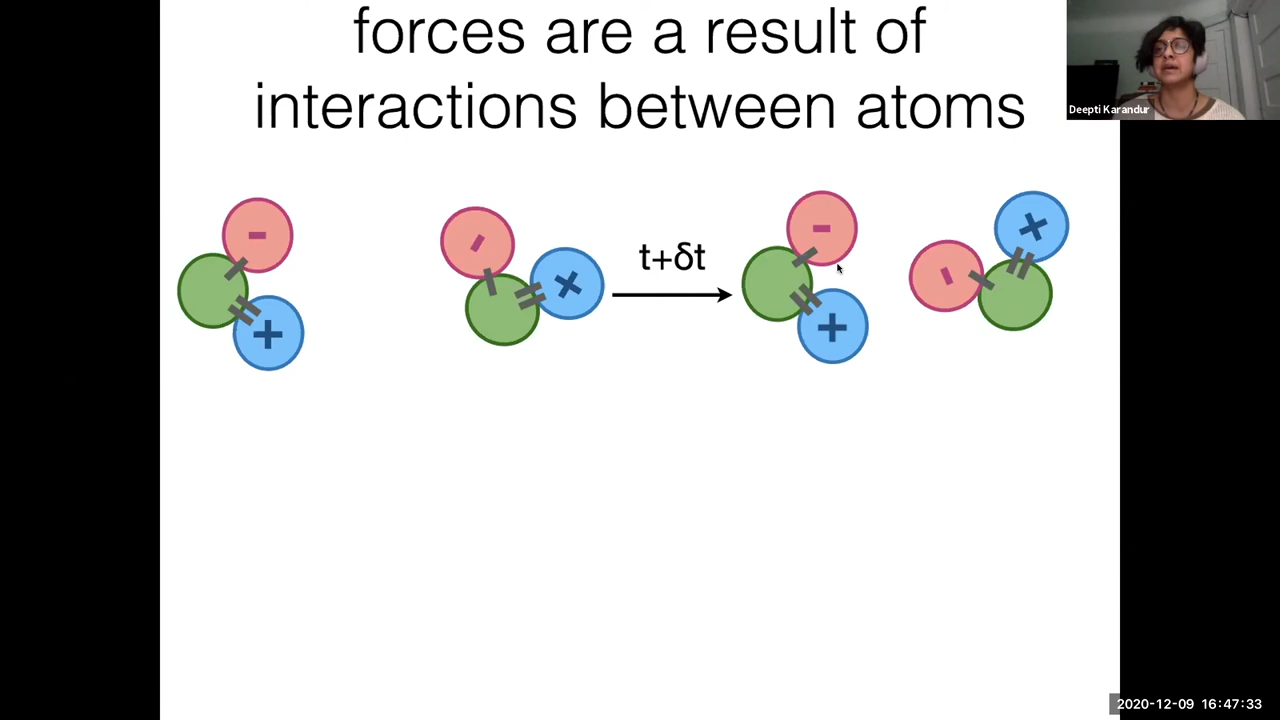 forces are a result of
interactions between atoms
Deepti Karandur
-
-
+
+
t+δt
-
-
+
+
2020-12-09 16:47:33